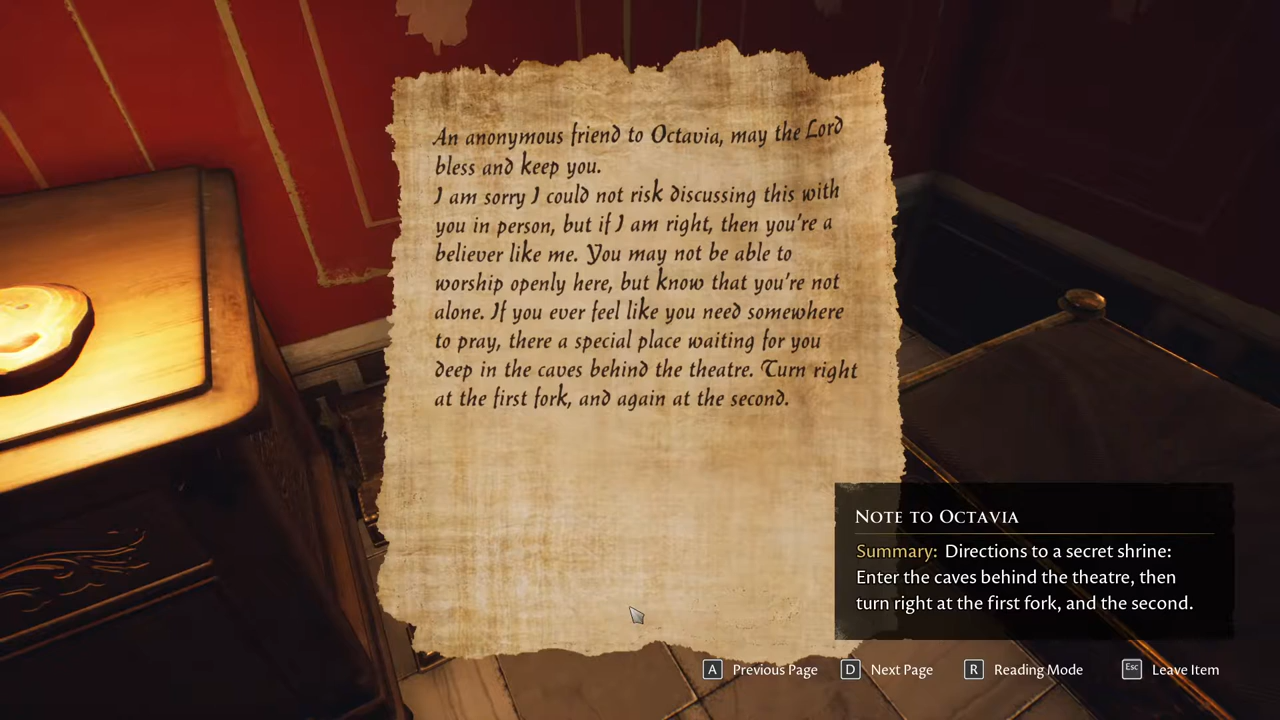 An anonymous friend to Octavia, may the Lord
bless and keep you.
I am sorry I could not risk discussing this with
you in person, but if I am right, then you're a
believer like me. You may not be able to
worship openly here, but know that you're not
alone. If you ever feel like you need somewhere
to pray, there a special place waiting for you
deep in the caves behind the theatre. Turn right
at the first fork, and again at the second.
Note to Octavia
Summary: Directions to a secret shrine:
Enter the caves behind the theatre, then
turn right at the first fork, and the second.
A Previous Page D Next Page R Reading Mode Esc Leave Item